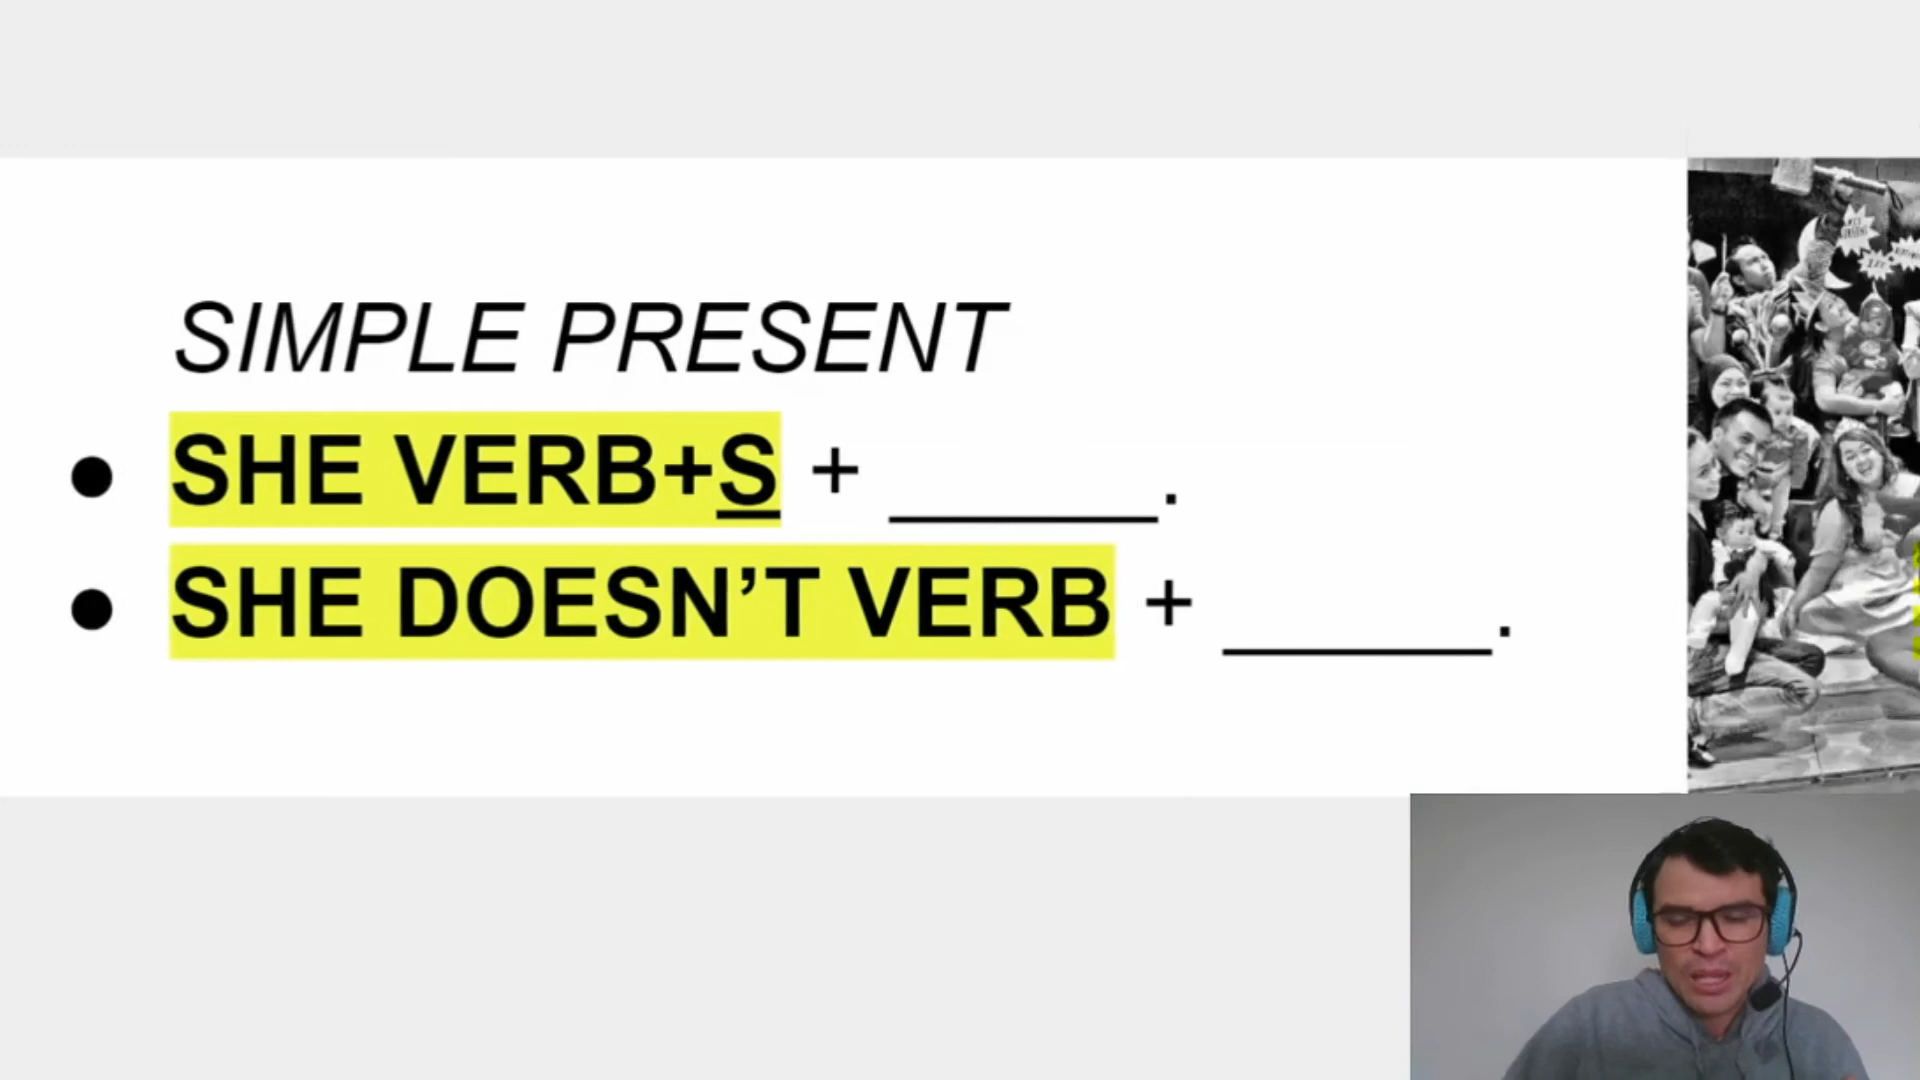 SIMPLE PRESENT
● SHE VERB+S + ______.
● SHE DOESN’T VERB + ______.